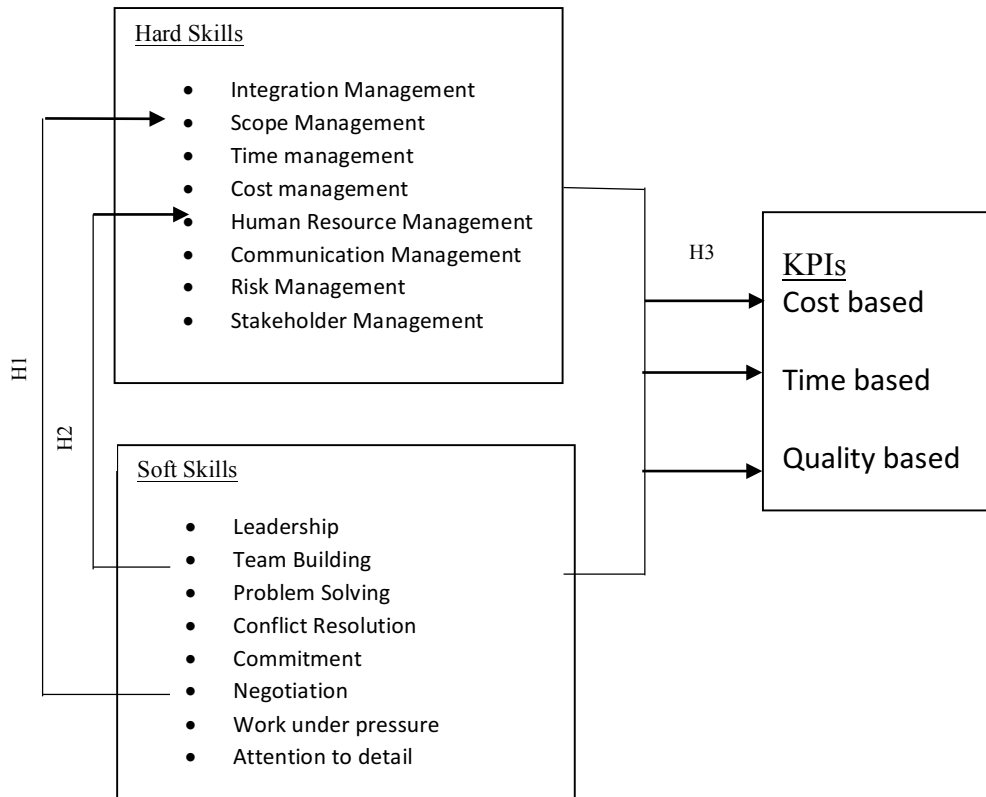 Hard Skills
• Integration Management
• Scope Management
• Time management
• Cost management
• Human Resource Management
• Communication Management
• Risk Management
• Stakeholder Management
H1
H2
H3
KPIs
Cost based
Time based
Quality based
Soft Skills
• Leadership
• Team Building
• Problem Solving
• Conflict Resolution
• Commitment
• Negotiation
• Work under pressure
• Attention to detail